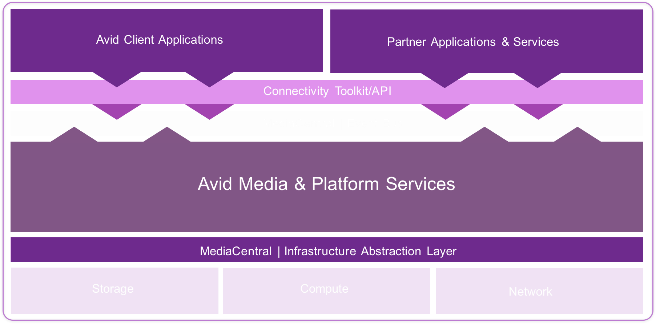 Avid Client Applications
Partner Applications & Services
Connectivity Toolkit/API
Avid Media & Platform Services
MediaCentral | Infrastructure Abstraction Layer
Storage
Compute
Network